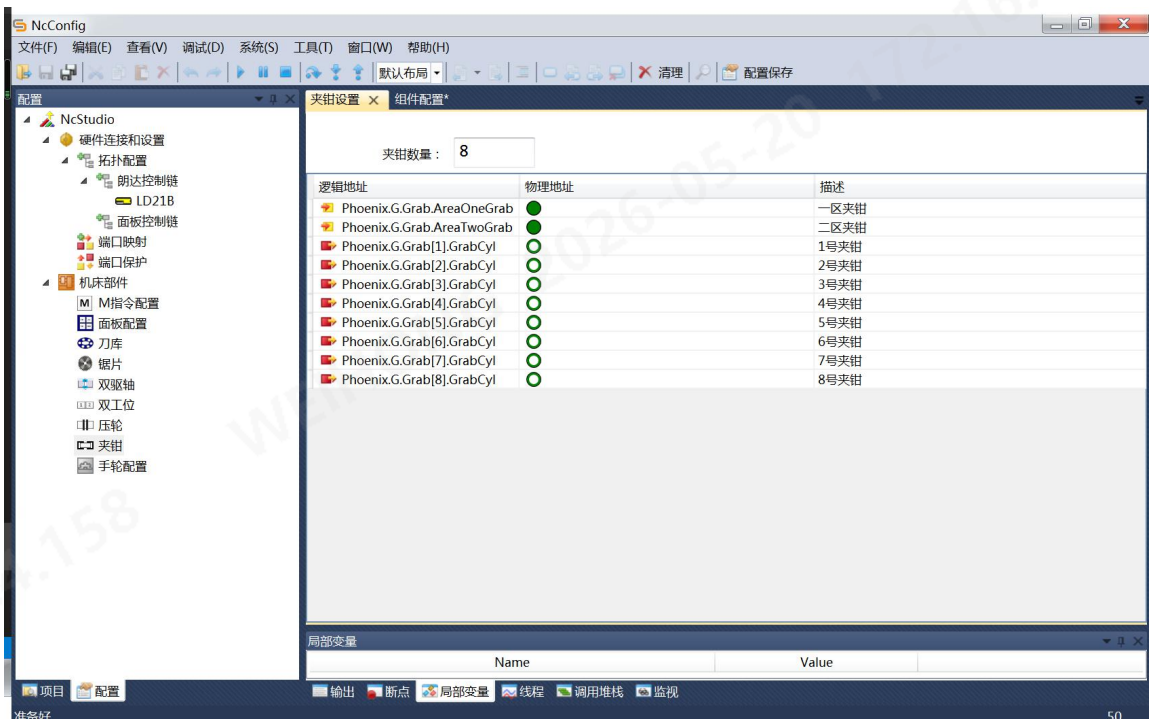 NcConfig
文件(F) 编辑(E) 查看(V) 调试(D) 系统(S) 工具(T) 窗口(W) 帮助(H)
默认布局 清理 配置保存
配置
夹钳设置 组件配置*
NcStudio
硬件连接和设置
拓扑配置
朗达控制链
LD21B
面板控制链
端口映射
端口保护
机床部件
M M指令配置
面板配置
刀库
锯片
双驱轴
双工位
压轮
夹钳
手轮配置
夹钳数量： 8
逻辑地址 物理地址 描述
Phoenix.G.Grab.AreaOneGrab 一区夹钳
Phoenix.G.Grab.AreaTwoGrab 二区夹钳
Phoenix.G.Grab[1].GrabCyl 1号夹钳
Phoenix.G.Grab[2].GrabCyl 2号夹钳
Phoenix.G.Grab[3].GrabCyl 3号夹钳
Phoenix.G.Grab[4].GrabCyl 4号夹钳
Phoenix.G.Grab[5].GrabCyl 5号夹钳
Phoenix.G.Grab[6].GrabCyl 6号夹钳
Phoenix.G.Grab[7].GrabCyl 7号夹钳
Phoenix.G.Grab[8].GrabCyl 8号夹钳
局部变量
Name Value
项目 配置
输出 断点 局部变量 线程 调用堆栈 监视
准备好 50
2026-05-20 172.16
4.158